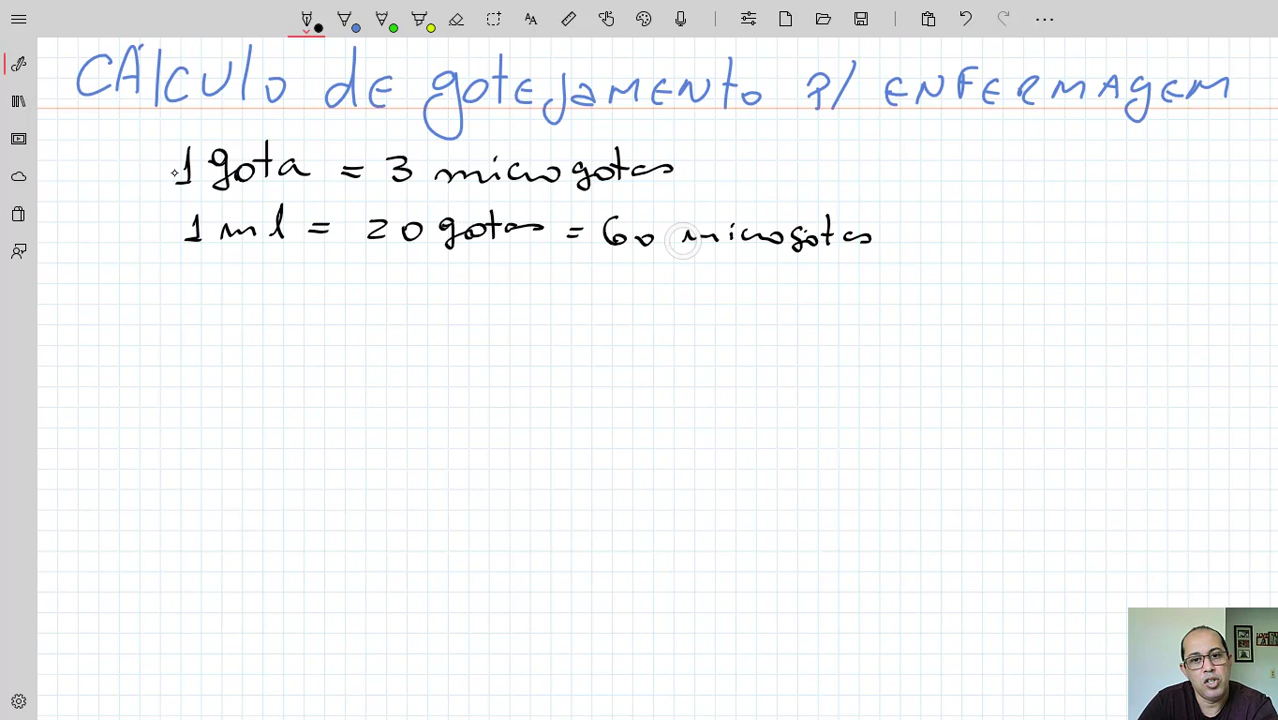 CÁlculo de gotejamento p/ ENFERMAGEM
1 gota = 3 microgotas
1 ml = 20 gotas = 60 microgotas